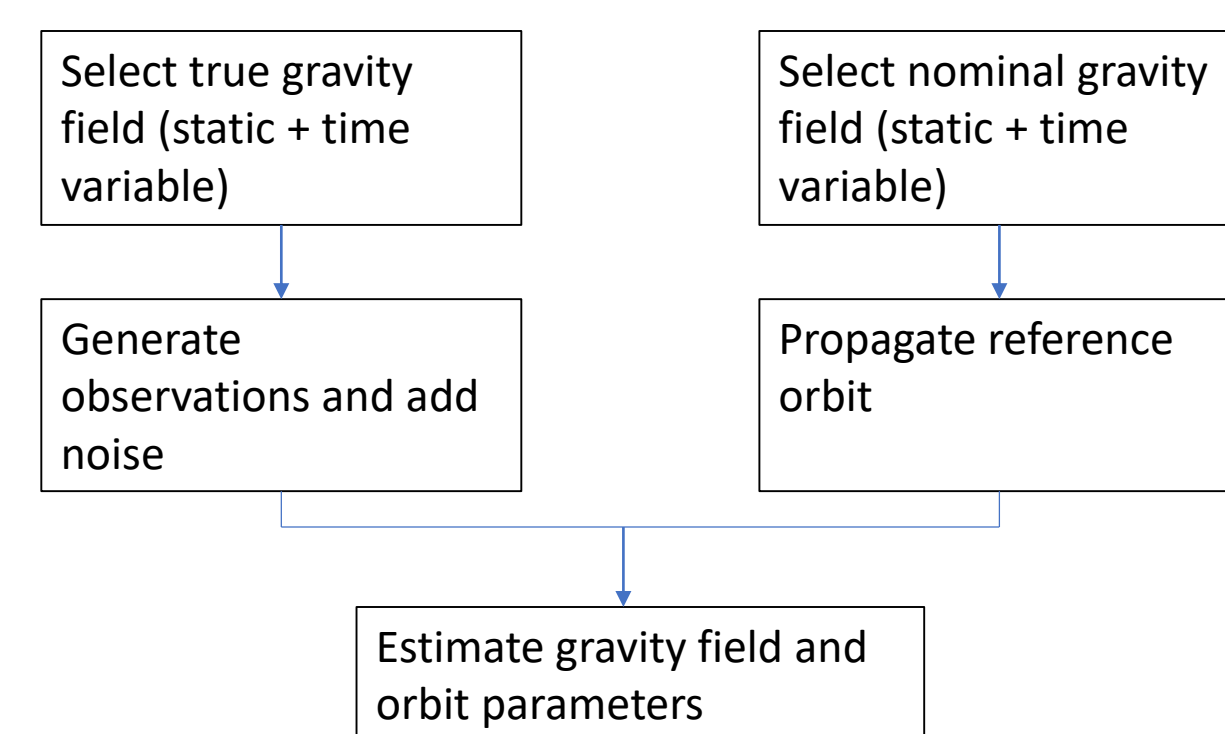 Select true gravity
field (static + time
variable)
Select nominal gravity
field (static + time
variable)
Generate
observations and add
noise
Propagate reference
orbit
Estimate gravity field and
orbit parameters